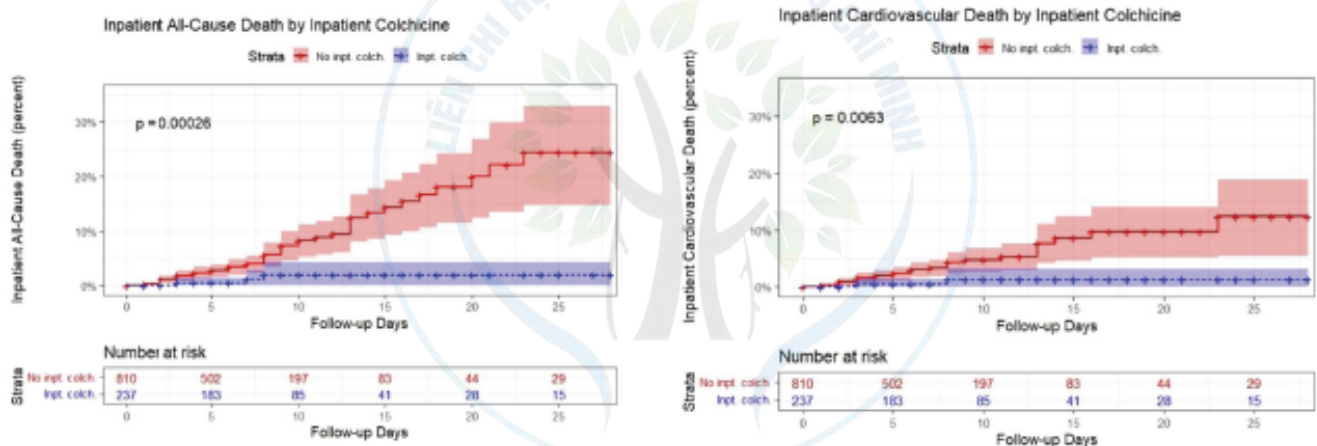 Inpatient All-Cause Death by Inpatient Colchicine
Strata No inpt. colch. Inpt. colch.
Inpatient All-Cause Death (percent)
30%
20%
10%
0%
p = 0.00026
0 5 10 15 20 25
Follow-up Days
Number at risk
Strata
No inpt. colch. 810 502 197 83 44 29
Inpt. colch. 237 183 85 41 28 15
0 5 10 15 20 25
Follow-up Days
Inpatient Cardiovascular Death by Inpatient Colchicine
Strata No inpt. colch. Inpt. colch.
Inpatient Cardiovascular Death (percent)
30%
20%
10%
0%
p = 0.0063
0 5 10 15 20 25
Follow-up Days
Number at risk
Strata
No inpt. colch. 810 502 197 83 44 29
Inpt. colch. 237 183 85 41 28 15
0 5 10 15 20 25
Follow-up Days
LIÊN CHI HỘ
CHÍ MINH